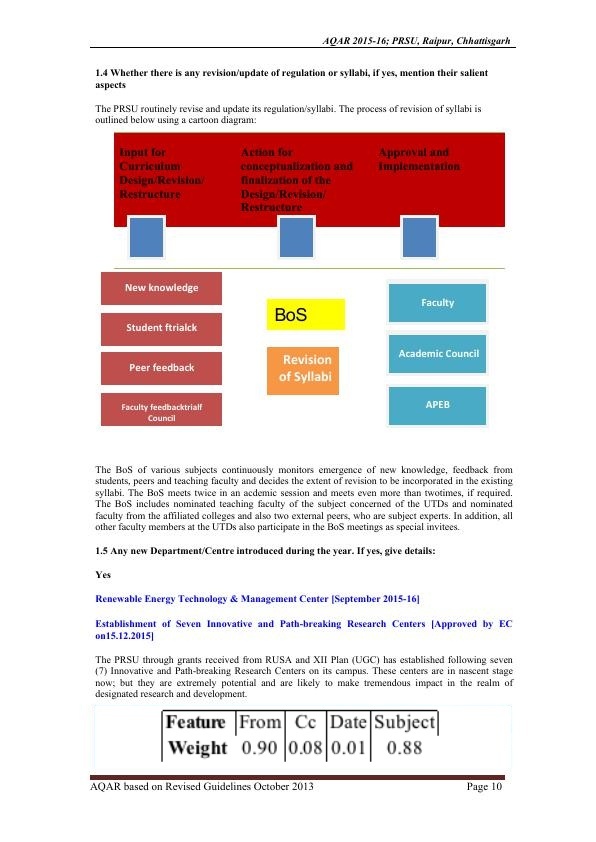 AQAR 2015-16; PRSU, Raipur, Chhattisgarh
1.4 Whether there is any revision/update of regulation or syllabi, if yes, mention their salient
aspects
The PRSU routinely revise and update its regulation/syllabi. The process of revision of syllabi is
outlined below using a cartoon diagram:
Input for
Curriculum
Design/Revision/
Restructure
Action for
conceptualization and
finalization of the
Design/Revision/
Restructure
Approval and
Implementation
New knowledge
Student ftrialck
Peer feedback
Faculty feedbacktrialf
Council
BoS
Revision
of Syllabi
Faculty
Academic Council
APEB
The BoS of various subjects continuously monitors emergence of new knowledge, feedback from
students, peers and teaching faculty and decides the extent of revision to be incorporated in the existing
syllabi. The BoS meets twice in an acdemic session and meets even more than twotimes, if required.
The BoS includes nominated teaching faculty of the subject concerned of the UTDs and nominated
faculty from the affiliated colleges and also two external peers, who are subject experts. In addition, all
other faculty members at the UTDs also participate in the BoS meetings as special invitees.
1.5 Any new Department/Centre introduced during the year. If yes, give details:
Yes
Renewable Energy Technology & Management Center [September 2015-16]
Establishment of Seven Innovative and Path-breaking Research Centers [Approved by EC
on15.12.2015]
The PRSU through grants received from RUSA and XII Plan (UGC) has established following seven
(7) Innovative and Path-breaking Research Centers on its campus. These centers are in nascent stage
now; but they are extremely potential and are likely to make tremendous impact in the realm of
designated research and development.
Feature From Cc Date Subject
Weight 0.90 0.08 0.01 0.88
AQAR based on Revised Guidelines October 2013 Page 10